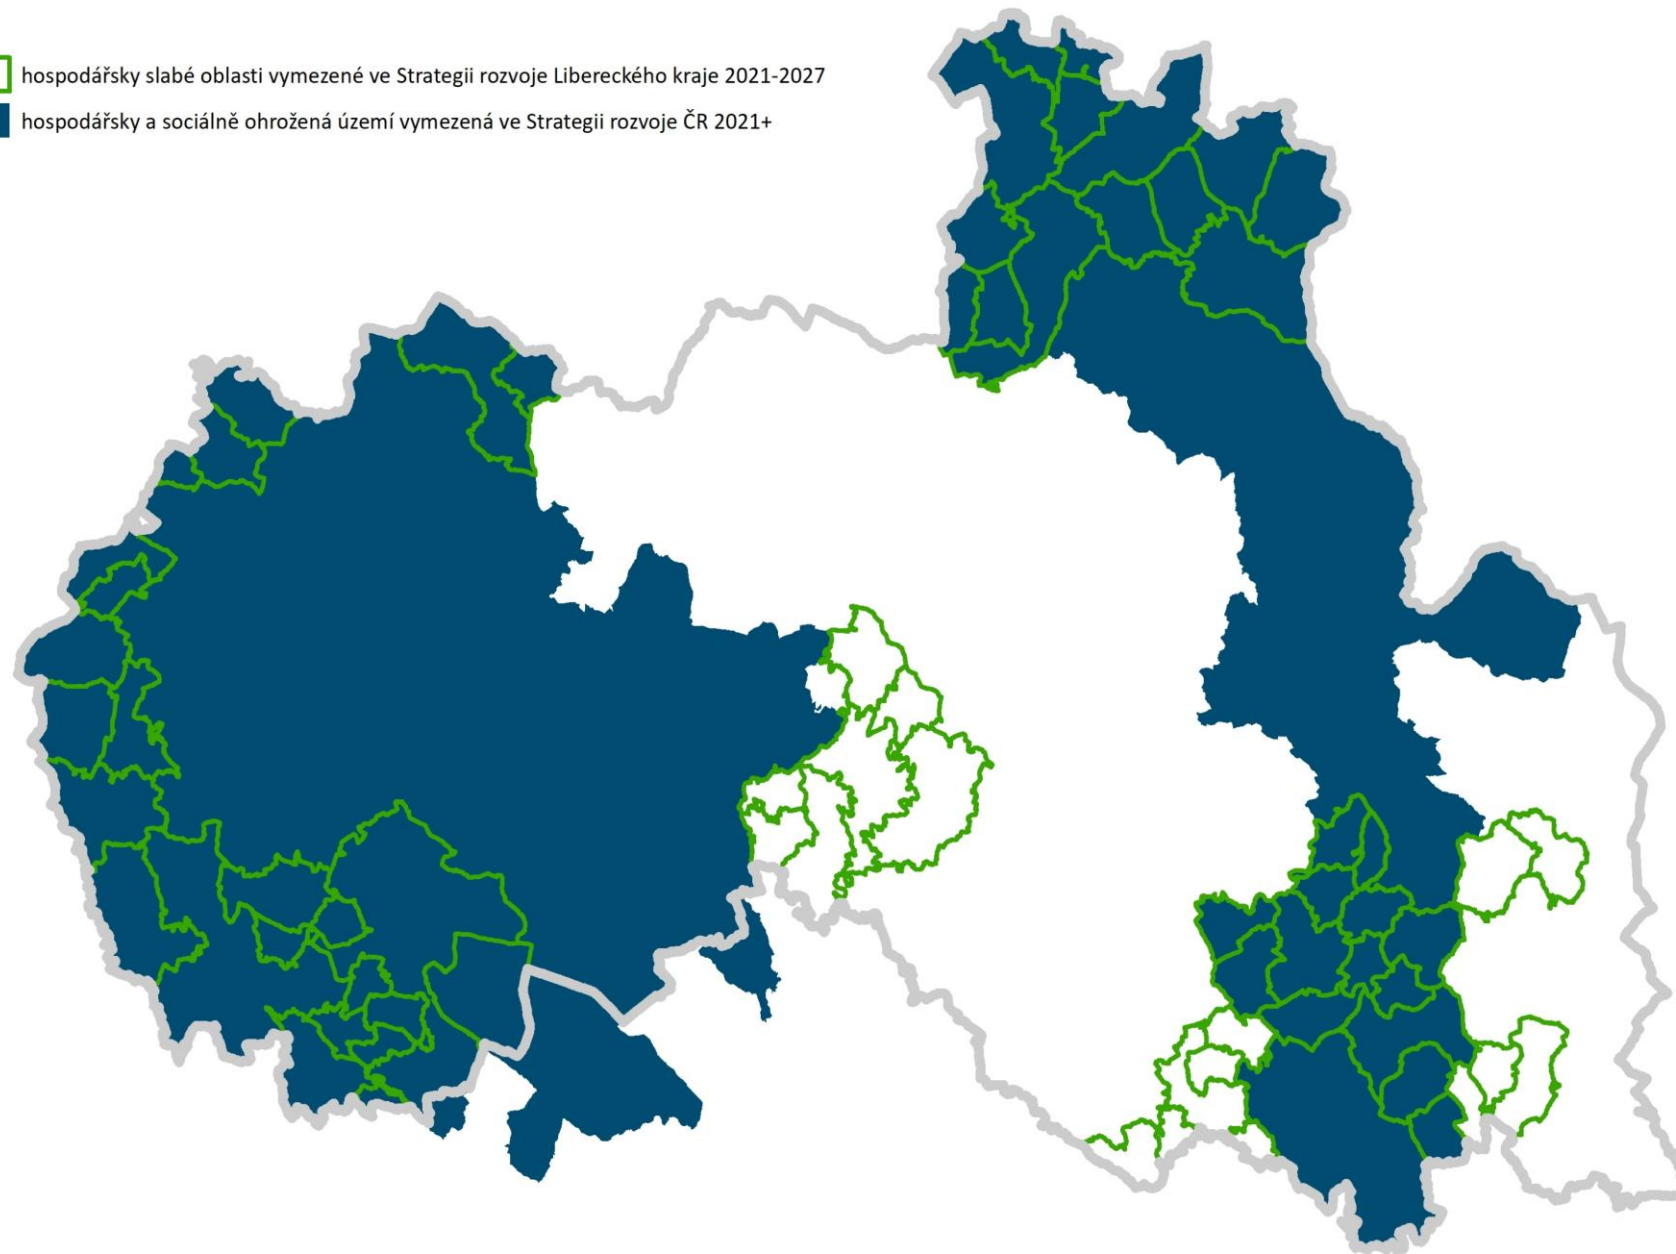 hospodářsky slabé oblasti vymezené ve Strategii rozvoje Libereckého kraje 2021-2027
hospodářsky a sociálně ohrožená území vymezená ve Strategii rozvoje ČR 2021+